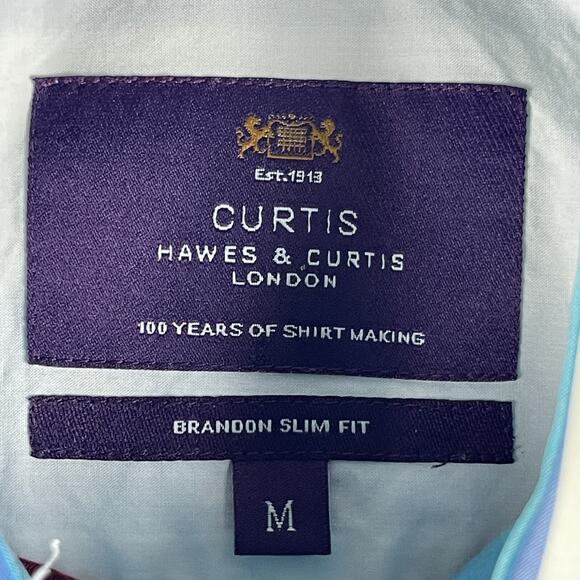 Est.1913
CURTIS
HAWES & CURTIS
LONDON
100 YEARS OF SHIRT MAKING
BRANDON SLIM FIT
M